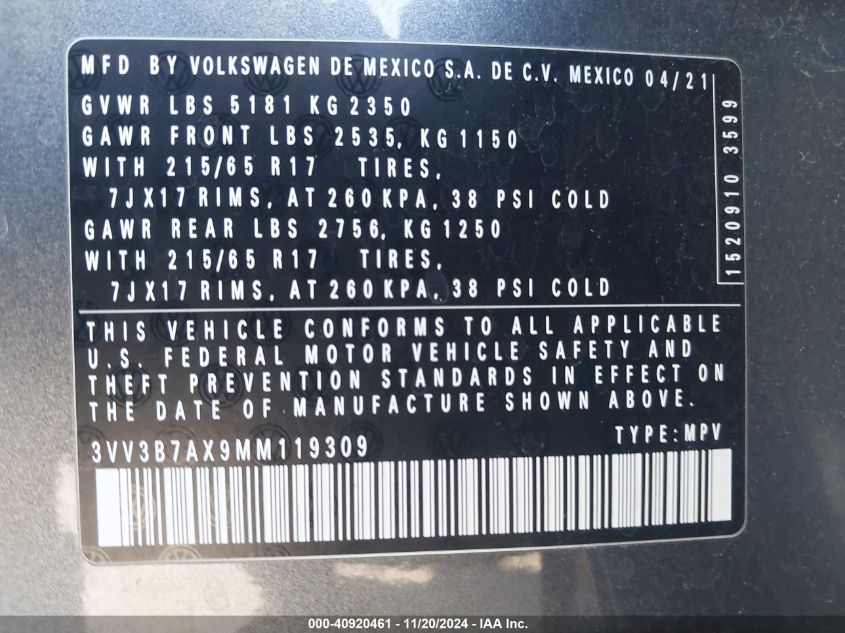 MFD BY VOLKSWAGEN DE MEXICO S.A. DE C.V. MEXICO 04/21
GVWR LBS 5181 KG 2350
GAWR FRONT LBS 2535, KG 1150
WITH 215/65 R17 TIRES,
7JX17 RIMS, AT 260 KPA, 38 PSI COLD
GAWR REAR LBS 2756, KG 1250
WITH 215/65 R17 TIRES,
7JX17 RIMS, AT 260 KPA, 38 PSI COLD
1520910 3599
THIS VEHICLE CONFORMS TO ALL APPLICABLE
U.S. FEDERAL MOTOR VEHICLE SAFETY AND
THEFT PREVENTION STANDARDS IN EFFECT ON
THE DATE OF MANUFACTURE SHOWN ABOVE.
3VV3B7AX9MM119309 TYPE:MPV
000-40920461 - 11/20/2024 - IAA Inc.